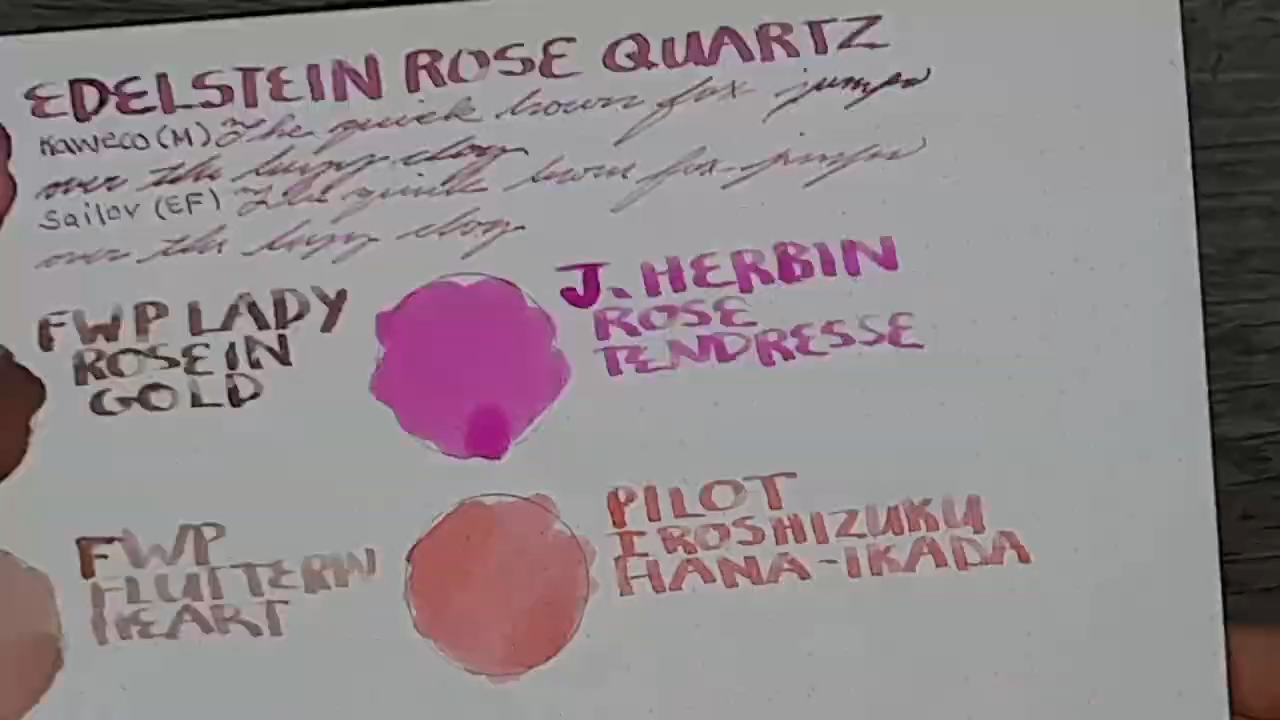 EDELSTEIN ROSE QUARTZ
Kaweco (M) The quick brown fox jumps
over the lazy dog
Sailor (EF) The quick brown fox jumps
over the lazy dog
FWP LADY
ROSE IN
GOLD
J. HERBIN
ROSE
TENDRESSE
FWP
FLUTTERIN
HEART
PILOT
IROSHIZUKU
HANA-IKADA